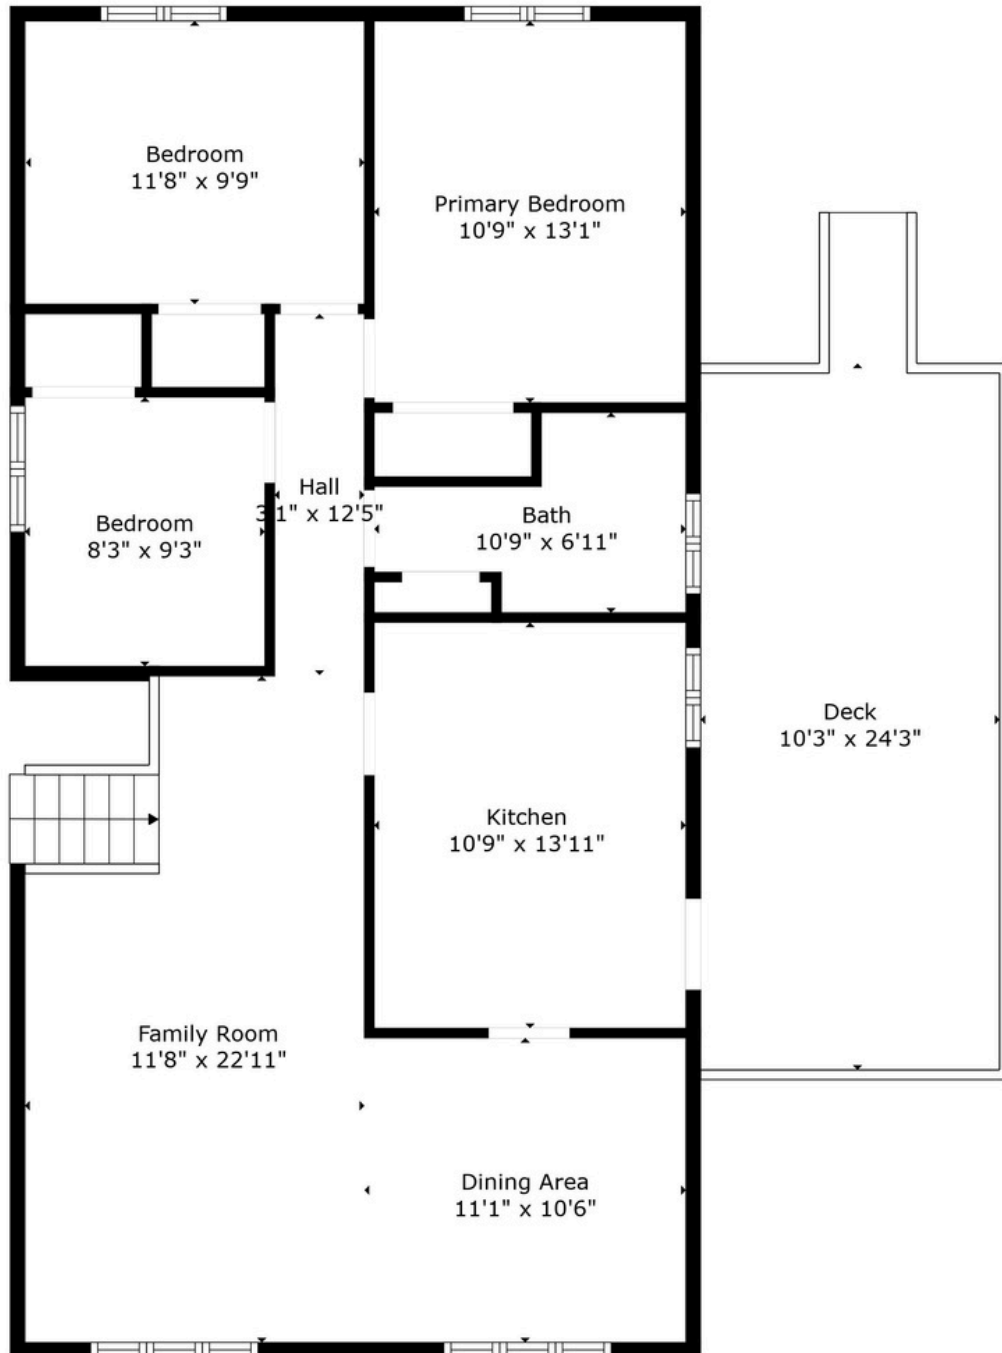 Bedroom
11'8" x 9'9"
Primary Bedroom
10'9" x 13'1"
Hall
3'1" x 12'5"
Bedroom
8'3" x 9'3"
Bath
10'9" x 6'11"
Deck
10'3" x 24'3"
Kitchen
10'9" x 13'11"
Family Room
11'8" x 22'11"
Dining Area
11'1" x 10'6"